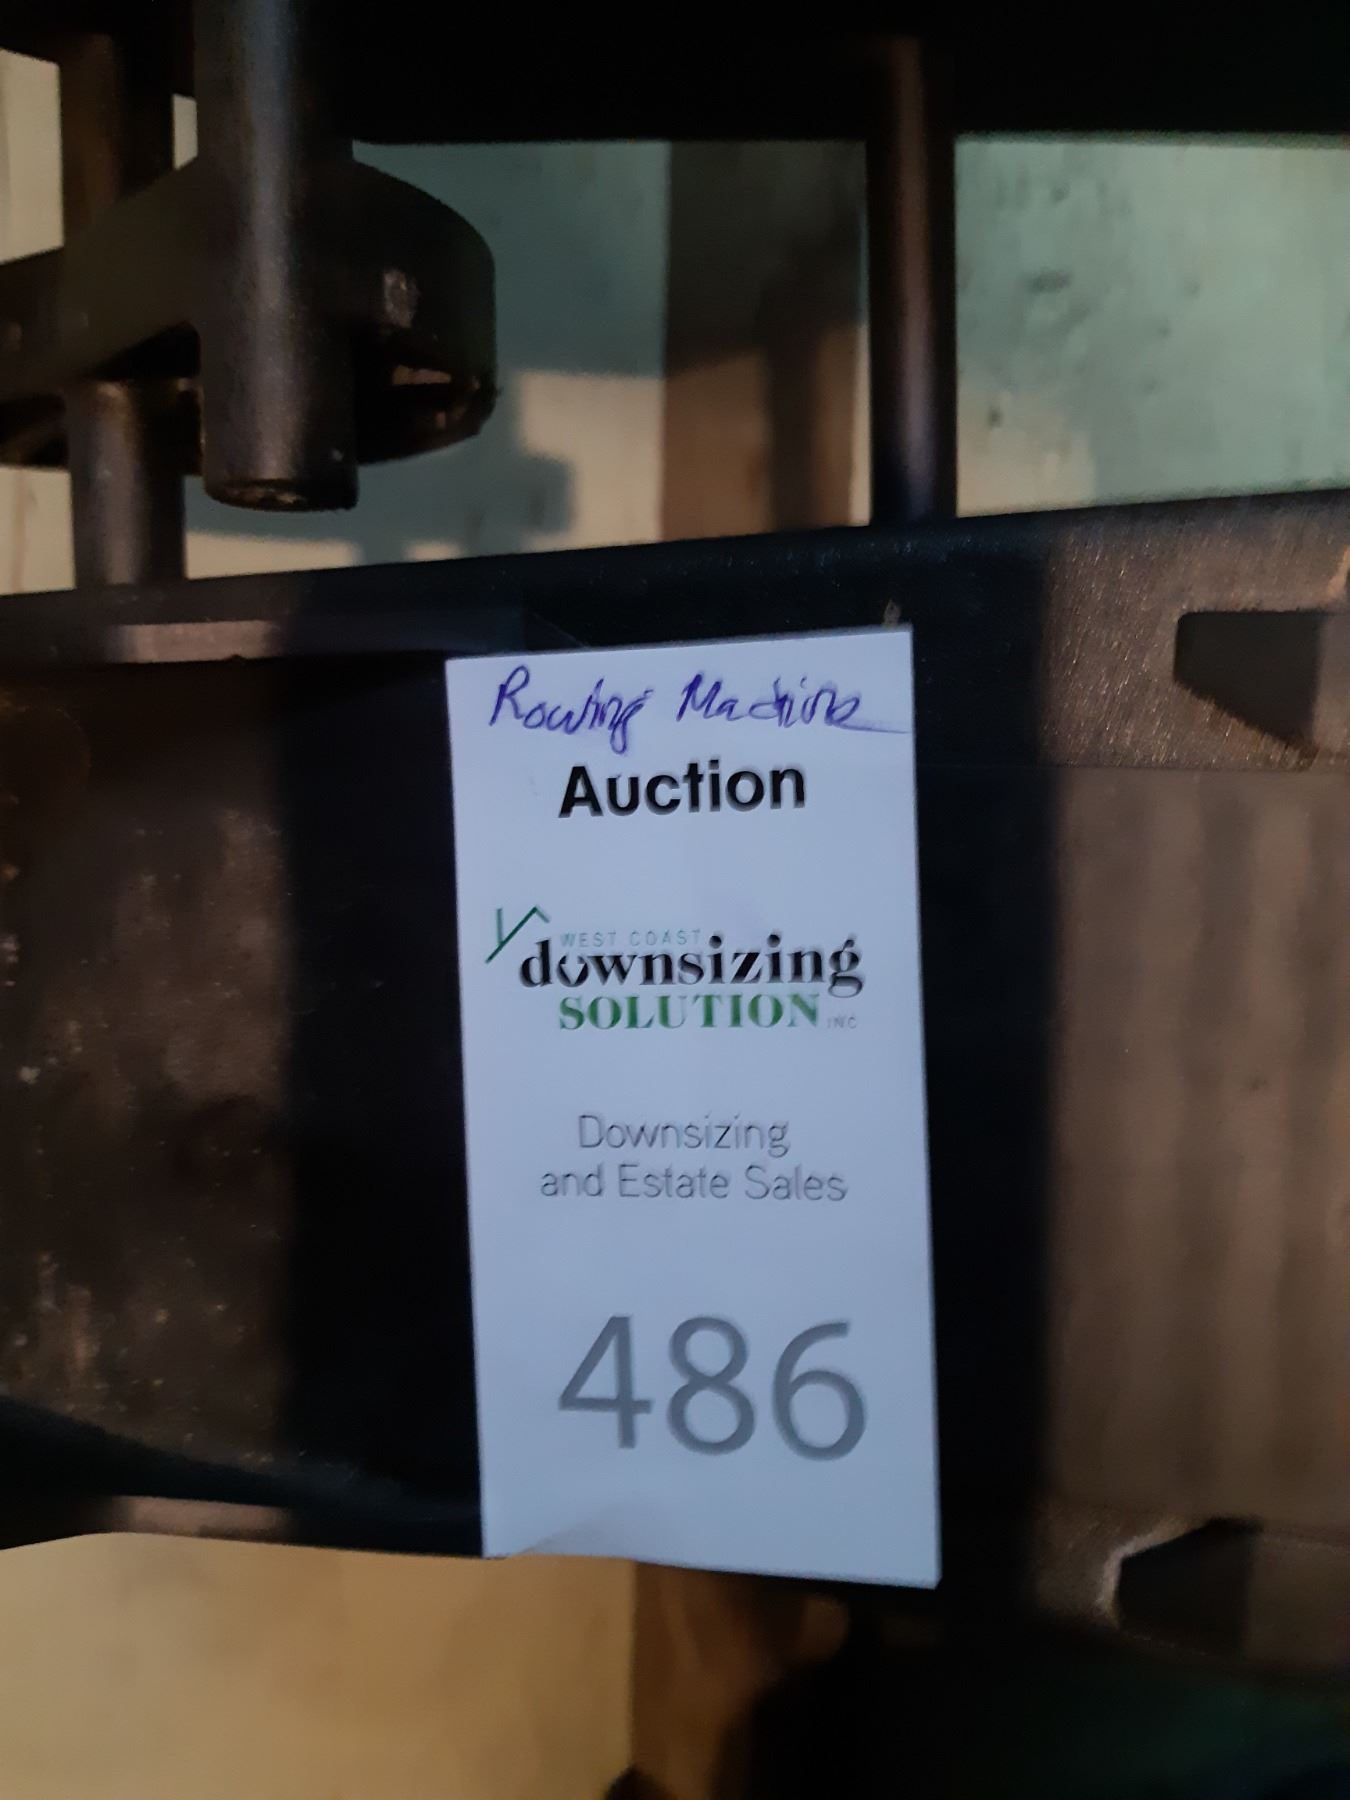 Rowing Machine
Auction
WEST COAST
downsizing
SOLUTION INC
Downsizing
and Estate Sales
486